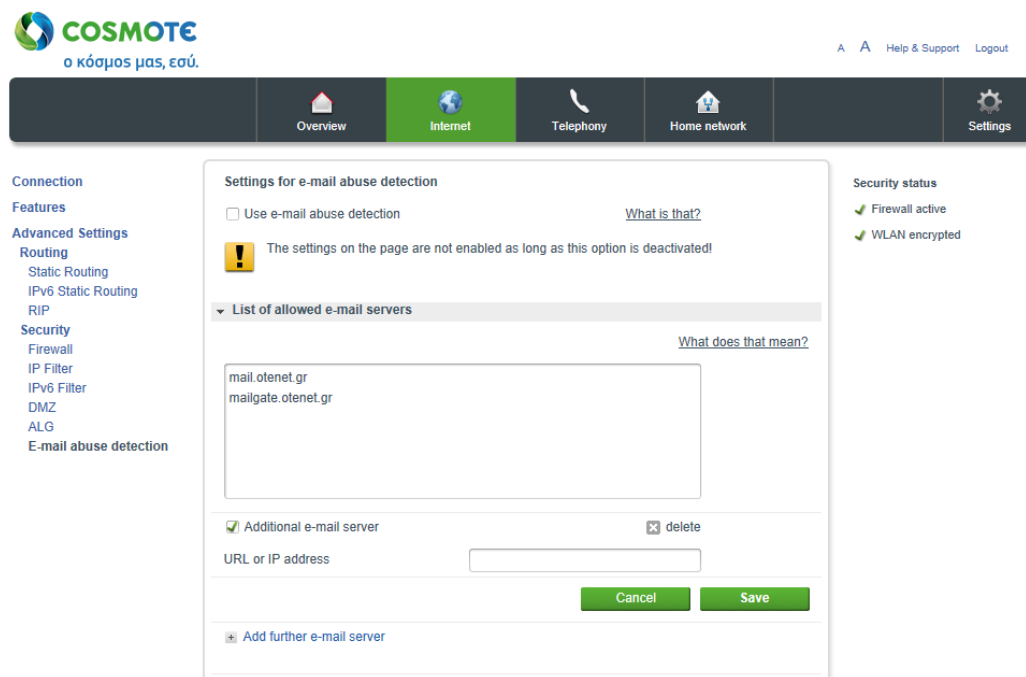 COSMOTE
ο κόσμος μας, εσύ.
A A Help & Support Logout
Overview Internet Telephony Home network Settings
Connection
Features
Advanced Settings
Routing
Static Routing
IPv6 Static Routing
RIP
Security
Firewall
IP Filter
IPv6 Filter
DMZ
ALG
E-mail abuse detection
Settings for e-mail abuse detection
Use e-mail abuse detection What is that?
The settings on the page are not enabled as long as this option is deactivated!
List of allowed e-mail servers
What does that mean?
mail.otenet.gr
mailgate.otenet.gr
Additional e-mail server delete
URL or IP address
Cancel Save
Add further e-mail server
Security status
Firewall active
WLAN encrypted